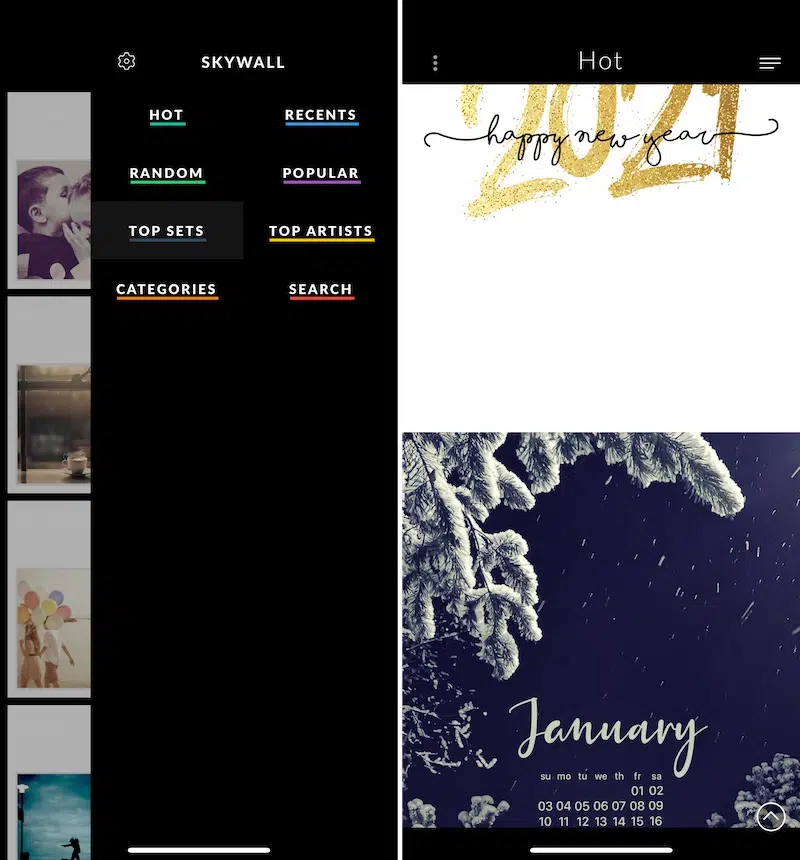 SKYWALL
HOT
RECENTS
RANDOM
POPULAR
TOP SETS
TOP ARTISTS
CATEGORIES
SEARCH
Hot
2021
happy new year
January
su mo tu we th fr sa
01 02
03 04 05 06 07 08 09
10 11 12 13 14 15 16